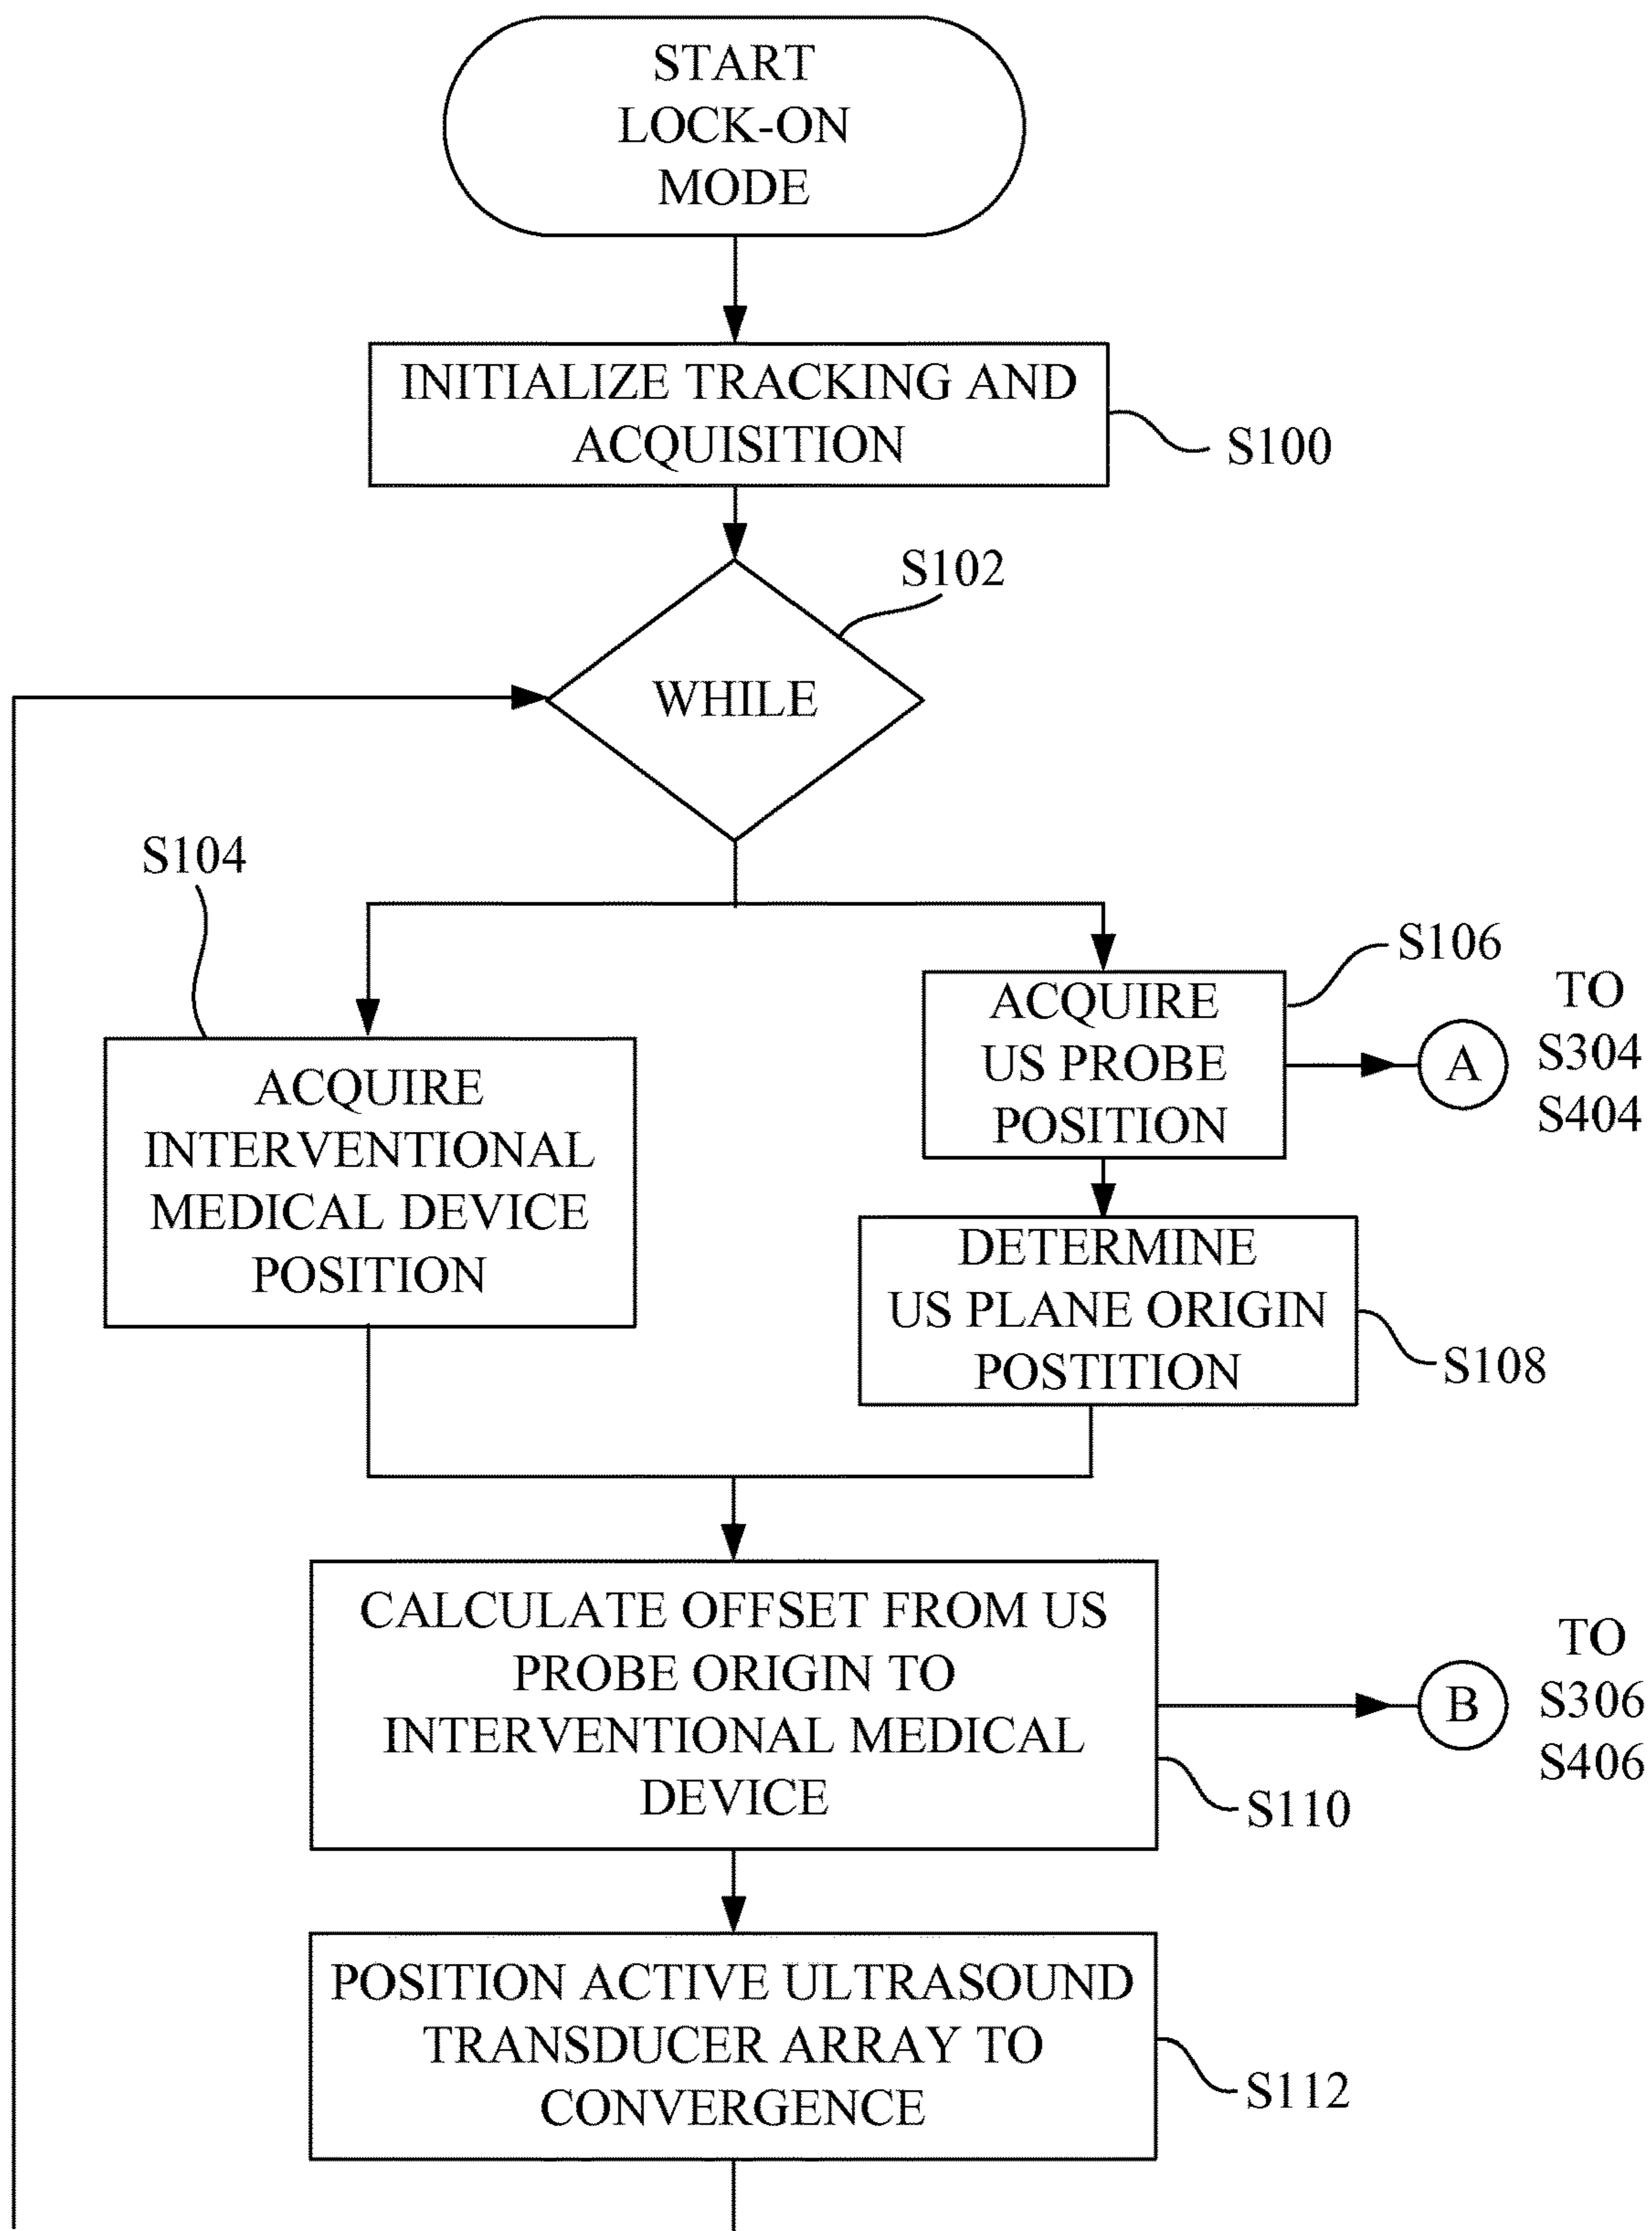 START
LOCK-ON
MODE
INITIALIZE TRACKING AND
ACQUISITION
S100
S102
WHILE
S104
ACQUIRE
INTERVENTIONAL
MEDICAL DEVICE
POSITION
S106
ACQUIRE
US PROBE
POSITION
A
TO
S304
S404
DETERMINE
US PLANE ORIGIN
POSTITION
S108
CALCULATE OFFSET FROM US
PROBE ORIGIN TO
INTERVENTIONAL MEDICAL
DEVICE
S110
B
TO
S306
S406
POSITION ACTIVE ULTRASOUND
TRANSDUCER ARRAY TO
CONVERGENCE
S112